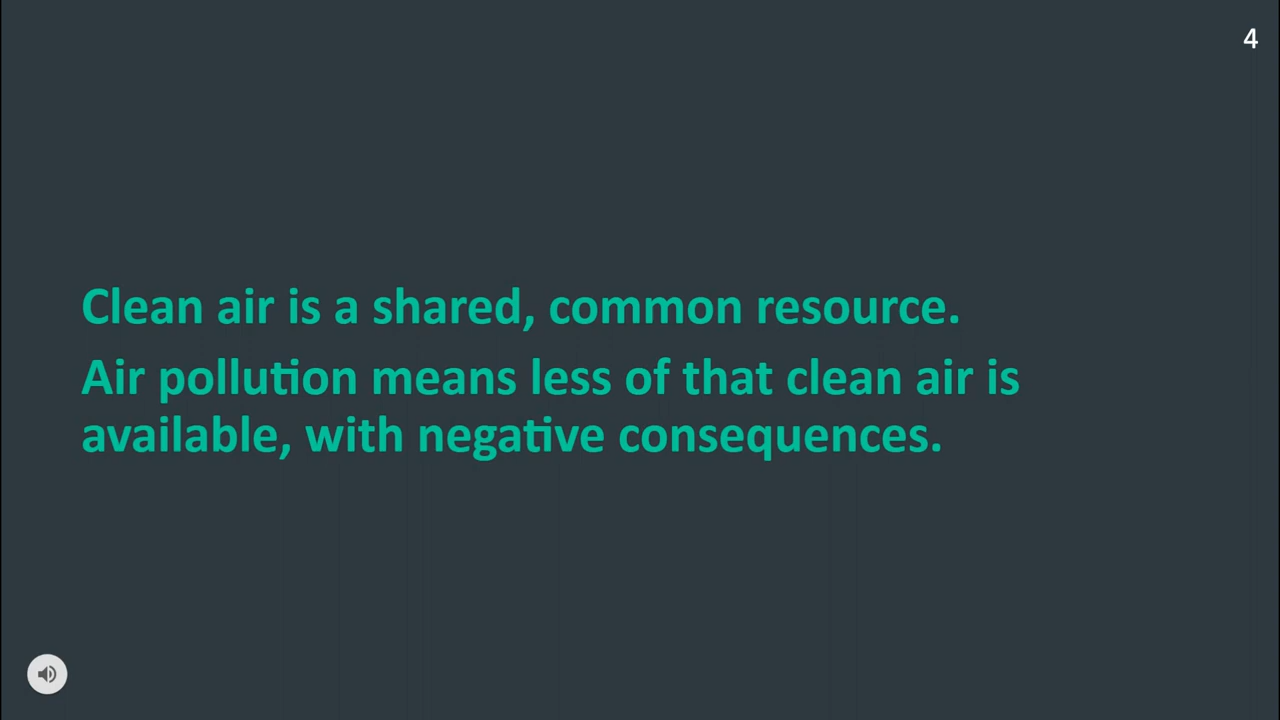 4
Clean air is a shared, common resource.
Air pollution means less of that clean air is
available, with negative consequences.